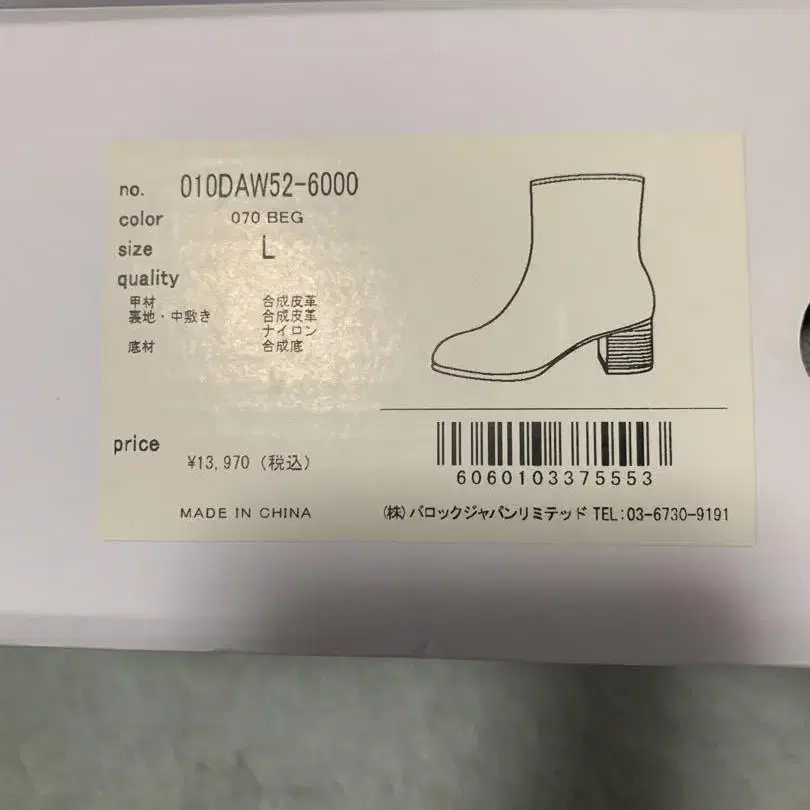 no. 010DAW52-6000
color 070 BEG
size L
quality
甲材 合成皮革
裏地・中敷き 合成皮革
ナイロン
底材 合成底
price ¥13,970 (税込)
6060103375553
MADE IN CHINA (株)バロックジャパンリミテッド TEL:03-6730-9191